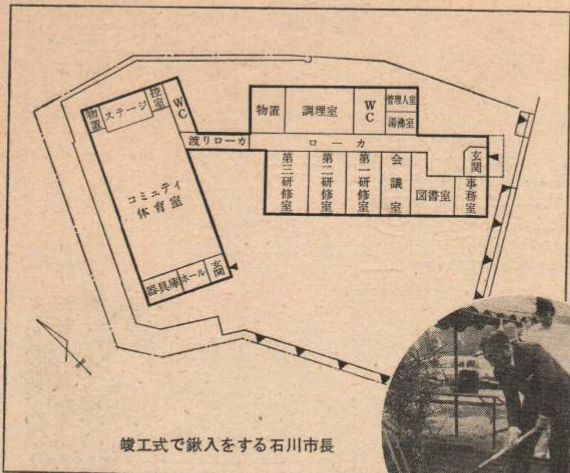 物置
ステージ
控室
WC
渡リローカ
コミュティ
体育室
器具庫
ホール
玄関
物置
調理室
WC
管理人室
湯沸室
ローカ
玄関
第三研修室
第二研修室
第一研修室
会議室
図書室
事務室
竣工式で鍬入をする石川市長